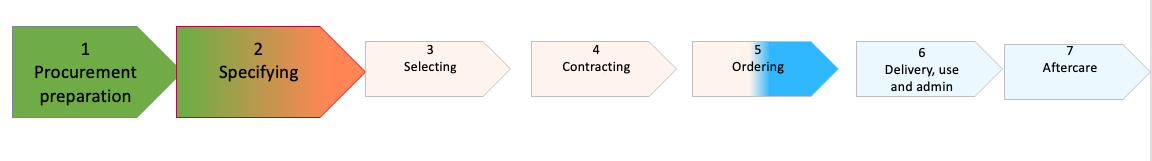 1
Procurement
preparation
2
Specifying
3
Selecting
4
Contracting
5
Ordering
6
Delivery, use
and admin
7
Aftercare